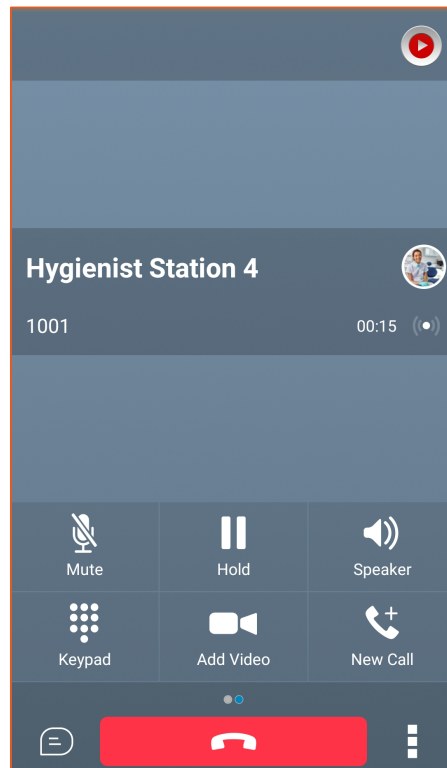 Hygienist Station 4
1001
00:15
Mute
Hold
Speaker
Keypad
Add Video
New Call